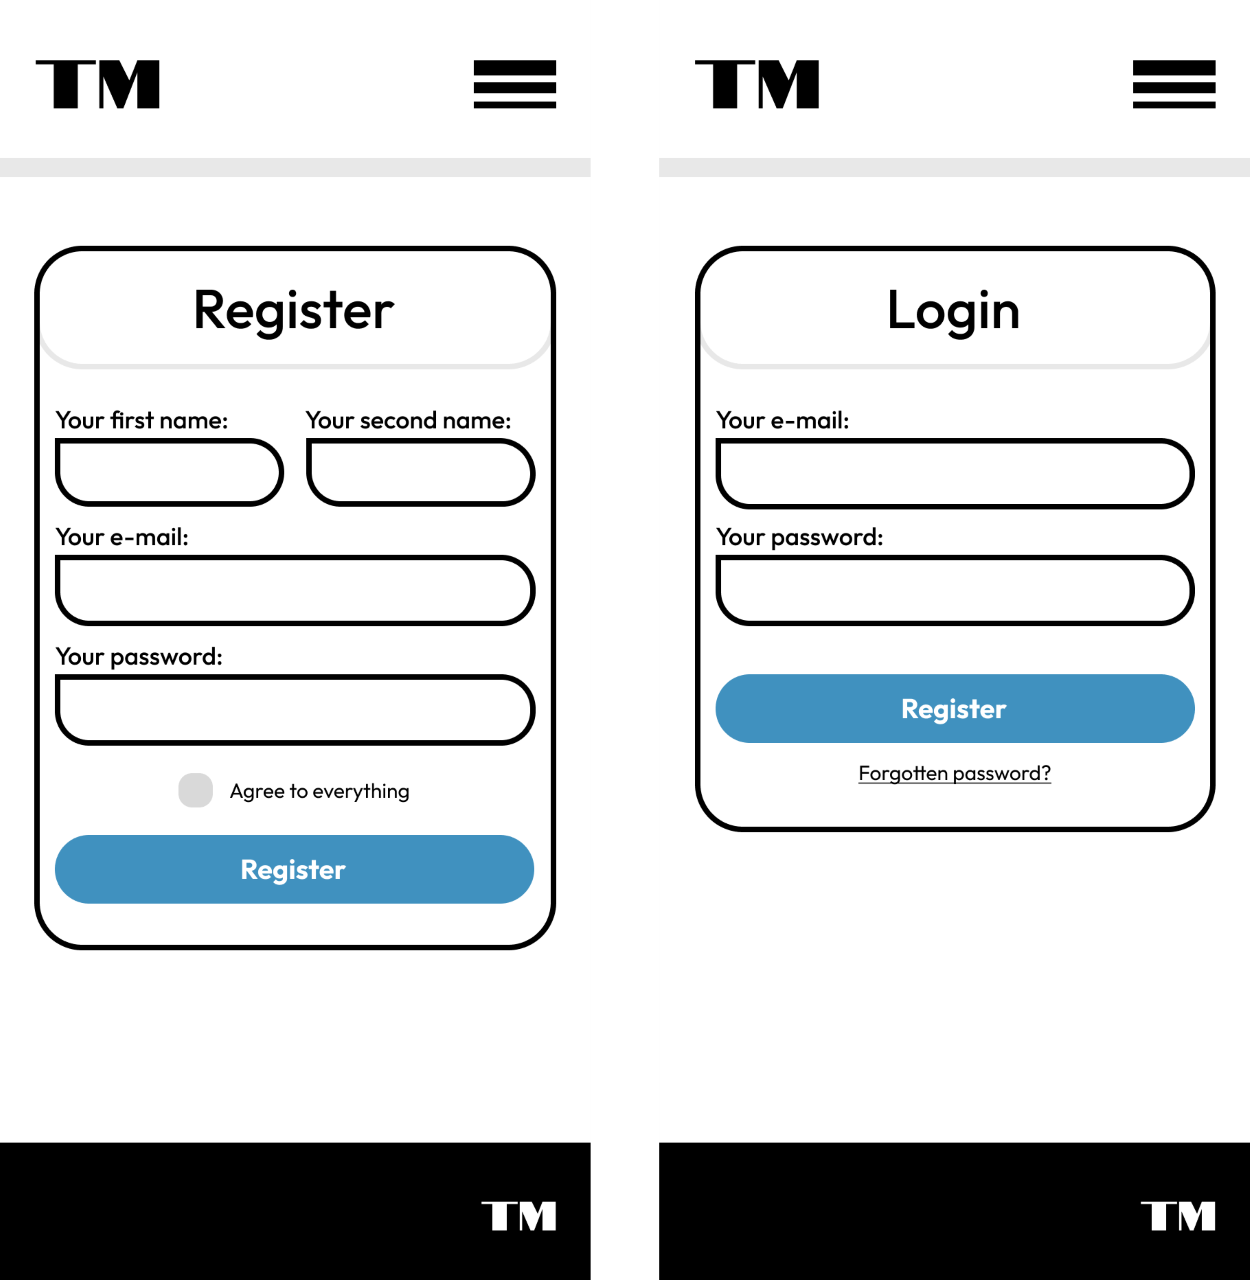 TM
Register
Your first name:
Your second name:
Your e-mail:
Your password:
Agree to everything
Register
TM
TM
Login
Your e-mail:
Your password:
Register
Forgotten password?
TM